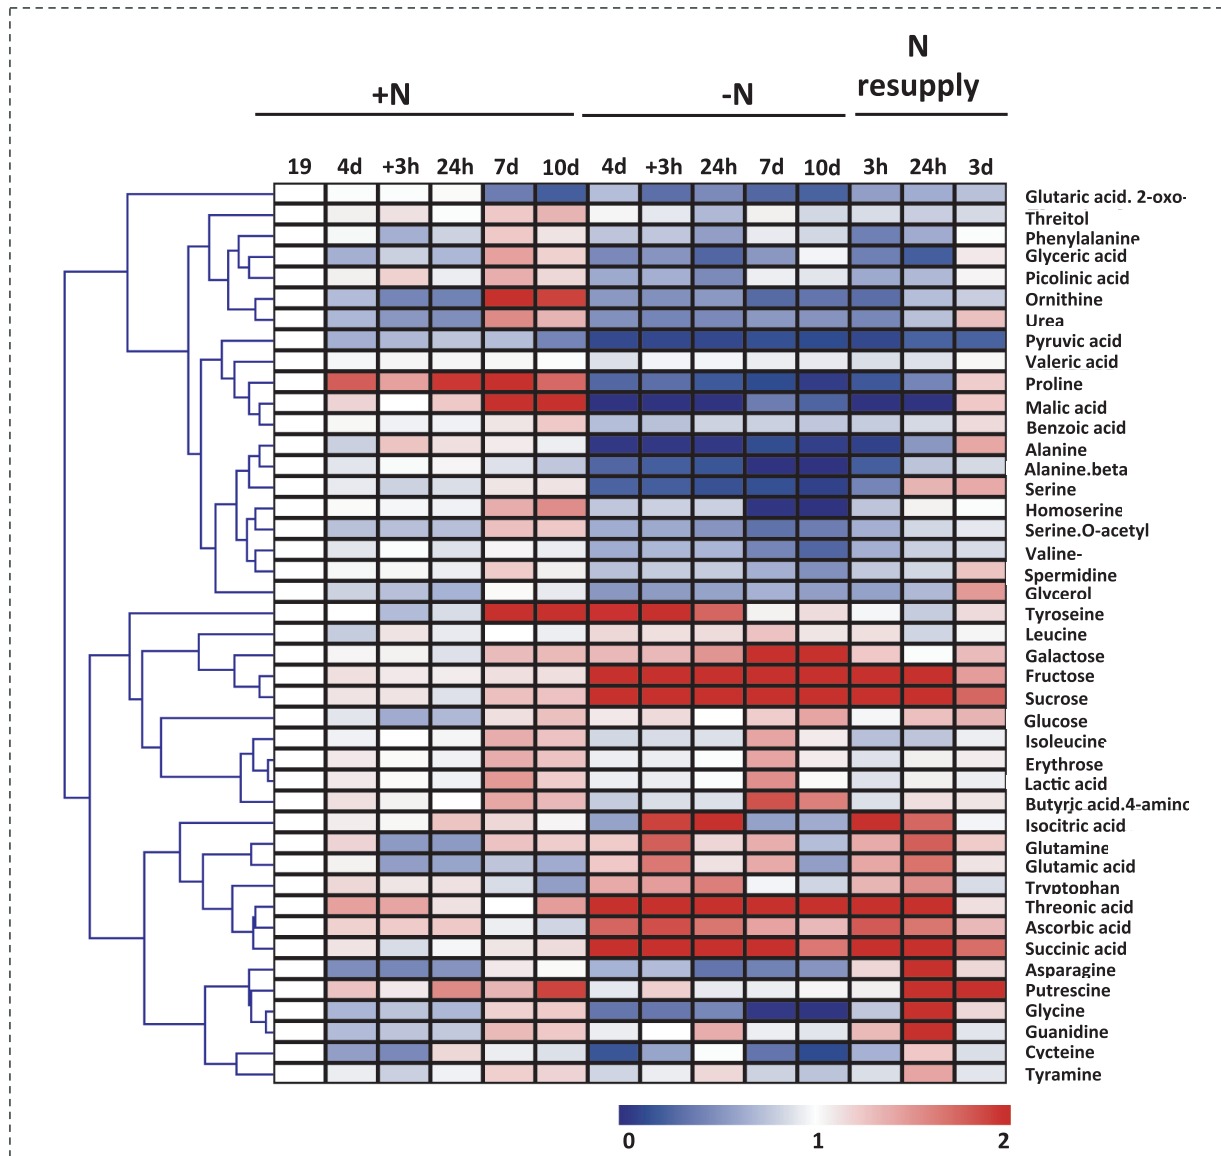 N
resupply
+N
-N
19 4d +3h 24h 7d 10d 4d +3h 24h 7d 10d 3h 24h 3d
Glutaric acid. 2-oxo-
Threitol
Phenylalanine
Glyceric acid
Picolinic acid
Ornithine
Urea
Pyruvic acid
Valeric acid
Proline
Malic acid
Benzoic acid
Alanine
Alanine.beta
Serine
Homoserine
Serine.O-acetyl
Valine-
Spermidine
Glycerol
Tyroseine
Leucine
Galactose
Fructose
Sucrose
Glucose
Isoleucine
Erythrose
Lactic acid
Butyrjc acid.4-aminc
Isocitric acid
Glutamine
Glutamic acid
Tryptophan
Threonic acid
Ascorbic acid
Succinic acid
Asparagine
Putrescine
Glycine
Guanidine
Cycteine
Tyramine
0 1 2